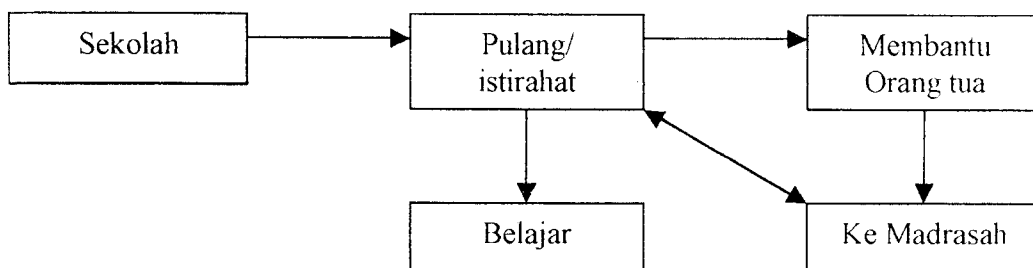 Sekolah
Pulang/
istirahat
Membantu
Orang tua
Belajar
Ke Madrasah